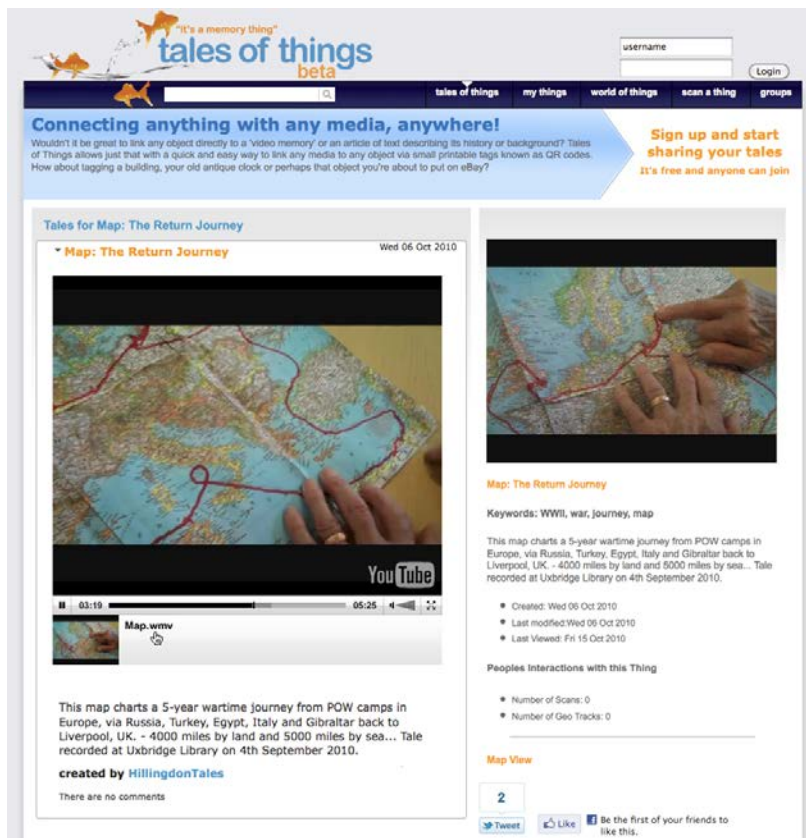 "it's a memory thing"
tales of things
beta
username
Login
tales of things
my things
world of things
scan a thing
groups
Connecting anything with any media, anywhere!
Wouldn't it be great to link any object directly to a 'video memory' or an article of text describing its history or background? Tales
of Things allows just that with a quick and easy way to link any media to any object via small printable tags known as QR codes.
How about tagging a building, your old antique clock or perhaps that object you're about to put on eBay?
Sign up and start
sharing your tales
It's free and anyone can join
Tales for Map: The Return Journey
Map: The Return Journey
Wed 06 Oct 2010
YouTube
03:19
05:25
Map.wmv
This map charts a 5-year wartime journey from POW camps in
Europe, via Russia, Turkey, Egypt, Italy and Gibraltar back to
Liverpool, UK. - 4000 miles by land and 5000 miles by sea... Tale
recorded at Uxbridge Library on 4th September 2010.
created by HillingdonTales
There are no comments
Map: The Return Journey
Keywords: WWII, war, journey, map
This map charts a 5-year wartime journey from POW camps in
Europe, via Russia, Turkey, Egypt, Italy and Gibraltar back to
Liverpool, UK. - 4000 miles by land and 5000 miles by sea... Tale
recorded at Uxbridge Library on 4th September 2010.
Created: Wed 06 Oct 2010
Last modified:Wed 06 Oct 2010
Last Viewed: Fri 15 Oct 2010
Peoples Interactions with this Thing
Number of Scans: 0
Number of Geo Tracks: 0
Map View
2
Tweet
Like
Be the first of your friends to
like this.